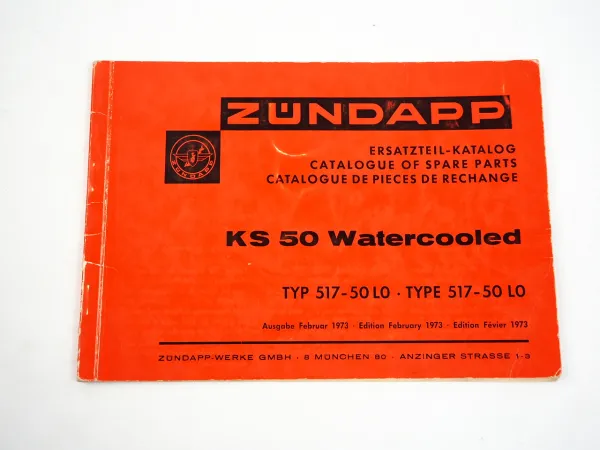 ZÜNDAPP
ZÜNDAPP
ERSATZTEIL-KATALOG
CATALOGUE OF SPARE PARTS
CATALOGUE DE PIECES DE RECHANGE
KS 50 Watercooled
TYP 517-50 LO · TYPE 517-50 LO
Ausgabe Februar 1973 · Edition February 1973 · Edition Févier 1973
ZÜNDAPP-WERKE GMBH · 8 MÜNCHEN 80 · ANZINGER STRASSE 1-3